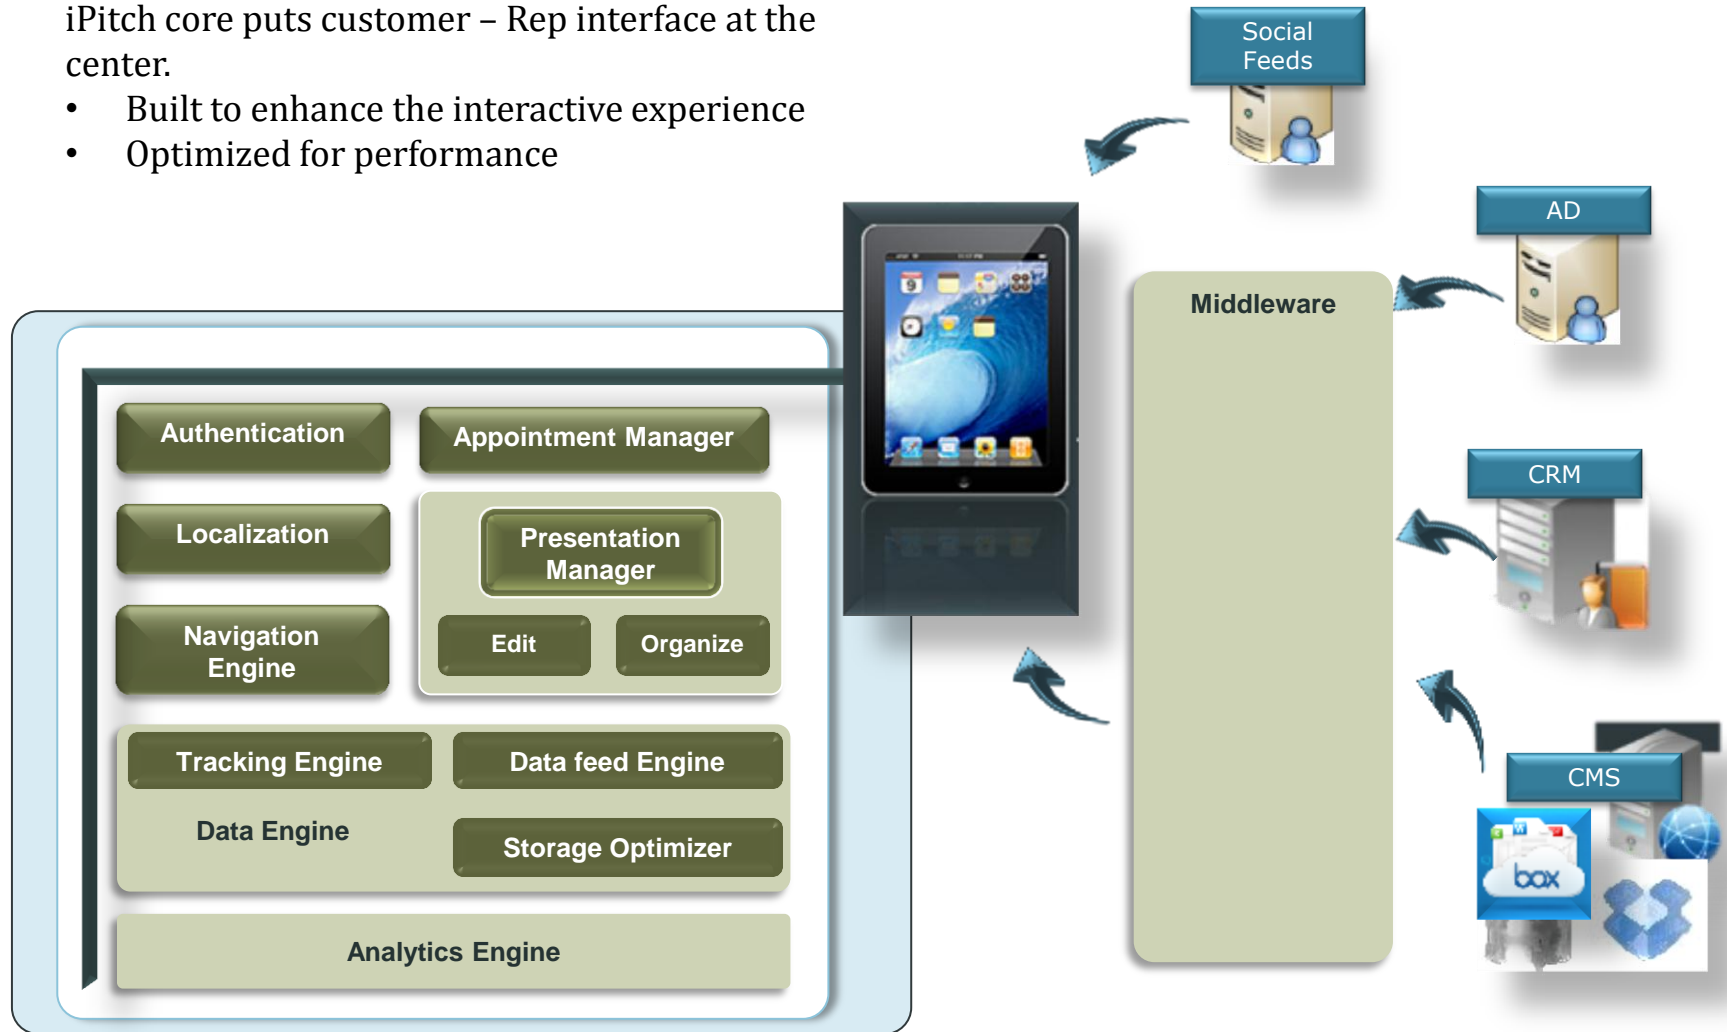 iPitch core puts customer – Rep interface at the
center.
• Built to enhance the interactive experience
• Optimized for performance
Social
Feeds
AD
Middleware
9
Authentication
Appointment Manager
CRM
Localization
Presentation
Manager
Navigation
Engine
Edit
Organize
Tracking Engine
Data feed Engine
CMS
Data Engine
Storage Optimizer
box
Analytics Engine